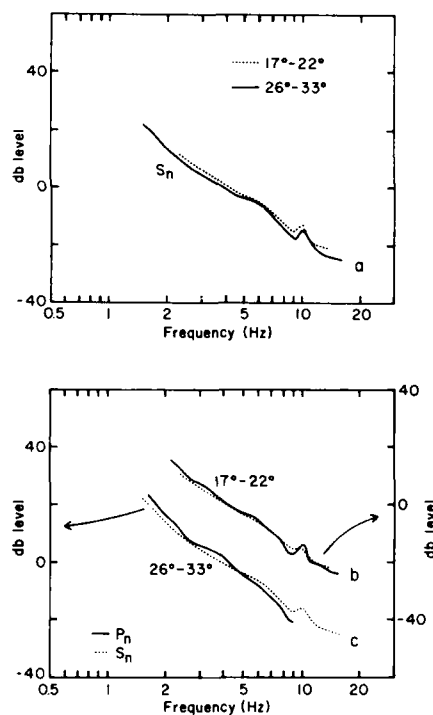 17°-22°
26°-33°
40
20
0
-40
db level
Sn
a
0.5 1 2 5 10 20
Frequency (Hz)
40 40
20
0 0
-40 -40
db level
db level
17°-22°
26°-33°
b
c
Pn
Sn
0.5 1 2 5 10 20
Frequency (Hz)